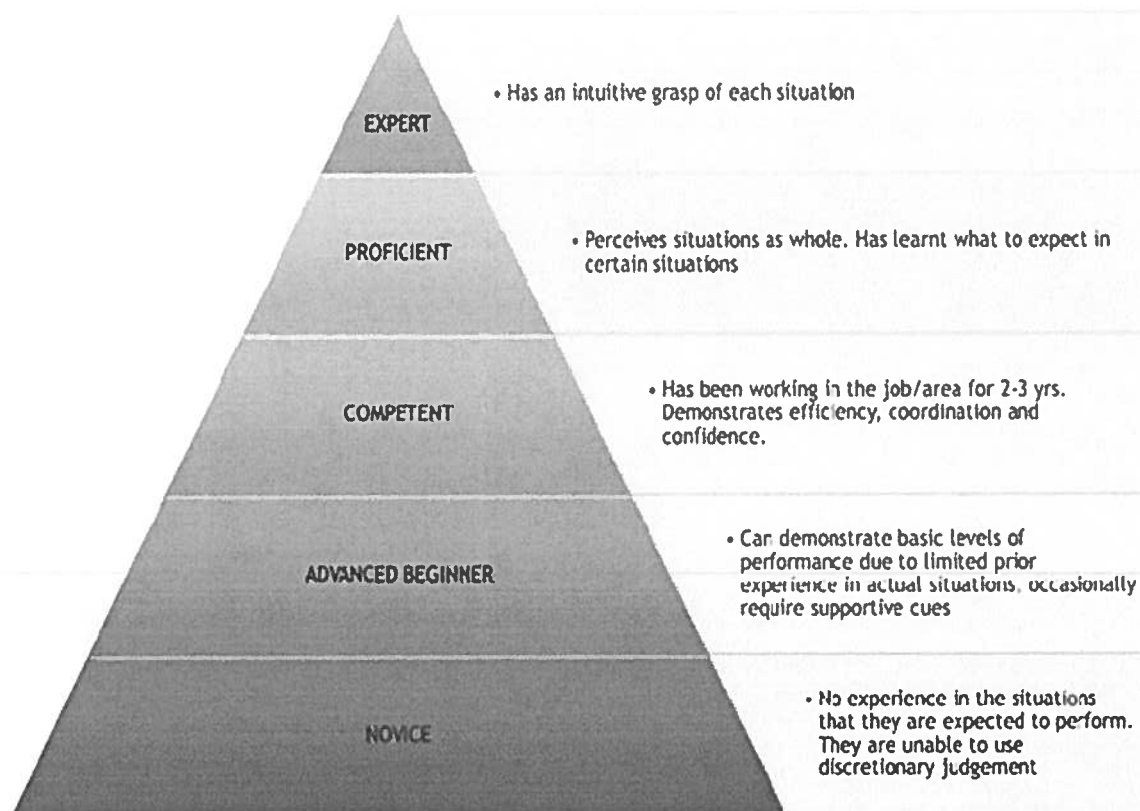 • Has an intuitive grasp of each situation
EXPERT
• Perceives situations as whole. Has learnt what to expect in
certain situations
PROFICIENT
• Has been working in the job/area for 2-3 yrs.
Demonstrates efficiency, coordination and
confidence.
COMPETENT
• Can demonstrate basic levels of
performance due to limited prior
experience in actual situations, occasionally
require supportive cues
ADVANCED BEGINNER
• No experience in the situations
that they are expected to perform.
They are unable to use
discretionary judgement
NOVICE